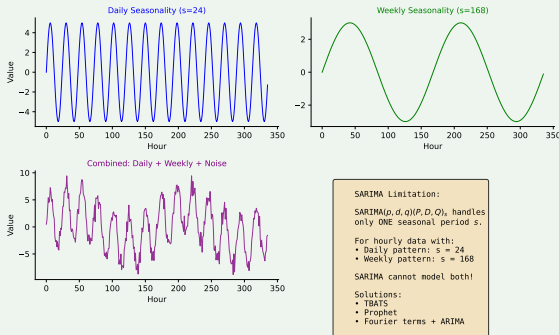 Daily Seasonality (s=24)
Value
4
2
0
−2
−4
0 50 100 150 200 250 300 350
Hour
Weekly Seasonality (s=168)
2
0
−2
0 50 100 150 200 250 300 350
Hour
Combined: Daily + Weekly + Noise
Value
10
5
0
−5
0 50 100 150 200 250 300 350
Hour
SARIMA Limitation:
SARIMA(p, d, q)(P, D, Q)ₛ handles
only ONE seasonal period s.
For hourly data with:
• Daily pattern: s = 24
• Weekly pattern: s = 168
SARIMA cannot model both!
Solutions:
• TBATS
• Prophet
• Fourier terms + ARIMA